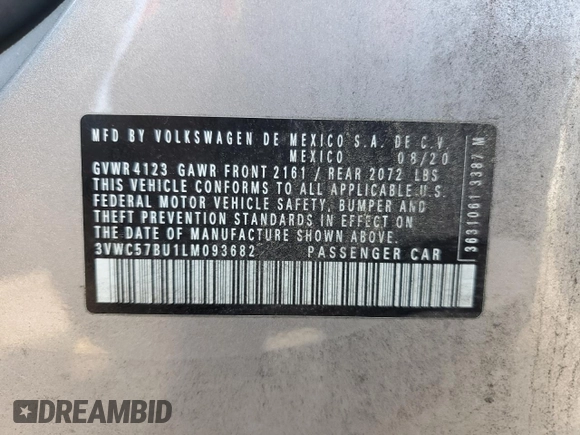 MFD BY VOLKSWAGEN DE MEXICO S.A. DE C.V.
MEXICO 08/20
GVWR 4123 GAWR FRONT 2161 / REAR 2072 LBS
THIS VEHICLE CONFORMS TO ALL APPLICABLE U.S.
FEDERAL MOTOR VEHICLE SAFETY, BUMPER AND
THEFT PREVENTION STANDARDS IN EFFECT ON
THE DATE OF MANUFACTURE SHOWN ABOVE.
3VWC57BU1LM093682 PASSENGER CAR
3631061 3387 M
DREAMBID